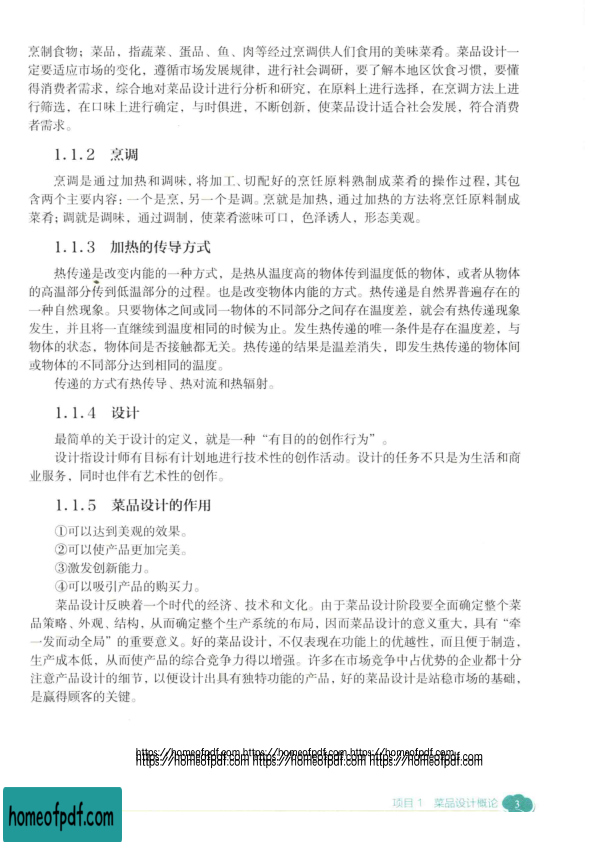 烹制食物；菜品，指蔬菜、蛋品、鱼、肉等经过烹调供人们食用的美味菜肴。菜品设计一
定要适应市场的变化，遵循市场发展规律，进行社会调研，要了解本地区饮食习惯，要懂
得消费者需求，综合地对菜品设计进行分析和研究，在原料上进行选择，在烹调方法上进
行筛选，在口味上进行确定，与时俱进，不断创新，使菜品设计适合社会发展，符合消费
者需求。
1.1.2 烹调
烹调是通过加热和调味，将加工、切配好的烹饪原料熟制成菜肴的操作过程，其包
含两个主要内容：一个是烹，另一个是调。烹就是加热，通过加热的方法将烹饪原料制成
菜肴；调就是调味，通过调制，使菜肴滋味可口，色泽诱人，形态美观。
1.1.3 加热的传导方式
热传递是改变内能的一种方式，是热从温度高的物体传到温度低的物体，或者从物体
的高温部分传到低温部分的过程。也是改变物体内能的方式。热传递是自然界普遍存在的
一种自然现象。只要物体之间或同一物体的不同部分之间存在温度差，就会有热传递现象
发生，并且将一直继续到温度相同的时候为止。发生热传递的唯一条件是存在温度差，与
物体的状态，物体间是否接触都无关。热传递的结果是温差消失，即发生热传递的物体间
或物体的不同部分达到相同的温度。
传递的方式有热传导、热对流和热辐射。
1.1.4 设计
最简单的关于设计的定义，就是一种“有目的的创作行为”。
设计指设计师有目标有计划地进行技术性的创作活动。设计的任务不只是为生活和商
业服务，同时也伴有艺术性的创作。
1.1.5 菜品设计的作用
①可以达到美观的效果。
②可以使产品更加完美。
③激发创新能力。
④可以吸引产品的购买力。
菜品设计反映着一个时代的经济、技术和文化。由于菜品设计阶段要全面确定整个菜
品策略、外观、结构，从而确定整个生产系统的布局，因而菜品设计的意义重大，具有“牵
一发而动全局”的重要意义。好的菜品设计，不仅表现在功能上的优越性，而且便于制造，
生产成本低，从而使产品的综合竞争力得以增强。许多在市场竞争中占优势的企业都十分
注意产品设计的细节，以便设计出具有独特功能的产品，好的菜品设计是站稳市场的基础，
是赢得顾客的关键。
https://homeofpdf.com https://homeofpdf.com https://homeofpdf.com
https://homeofpdf.com https://homeofpdf.com https://homeofpdf.com
项目1 菜品设计概论 3
homeofpdf.com